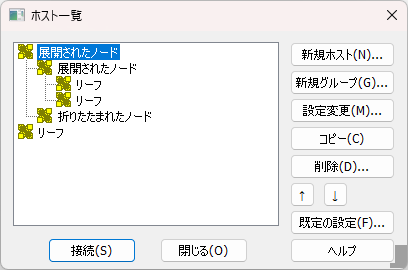 ホスト一覧
展開されたノード
展開されたノード
リーフ
リーフ
折りたたまれたノード
リーフ
新規ホスト(N)...
新規グループ(G)...
設定変更(M)...
コピー(C)
削除(D)...
↑ ↓
既定の設定(F)...
接続(S) 閉じる(O) ヘルプ